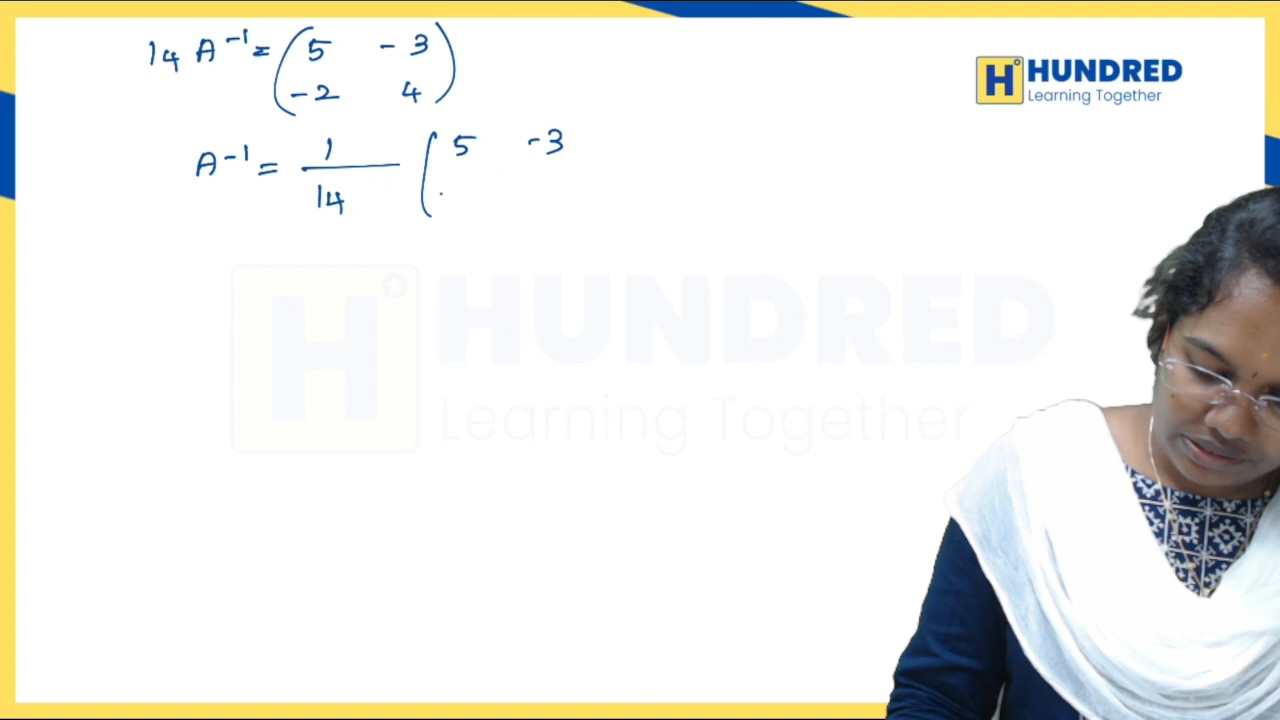 14 A⁻¹ = ( 5 -3
-2 4 )
A⁻¹ = 1/14 ( 5 -3
H° HUNDRED
Learning Together
H° HUNDRED
Learning Together